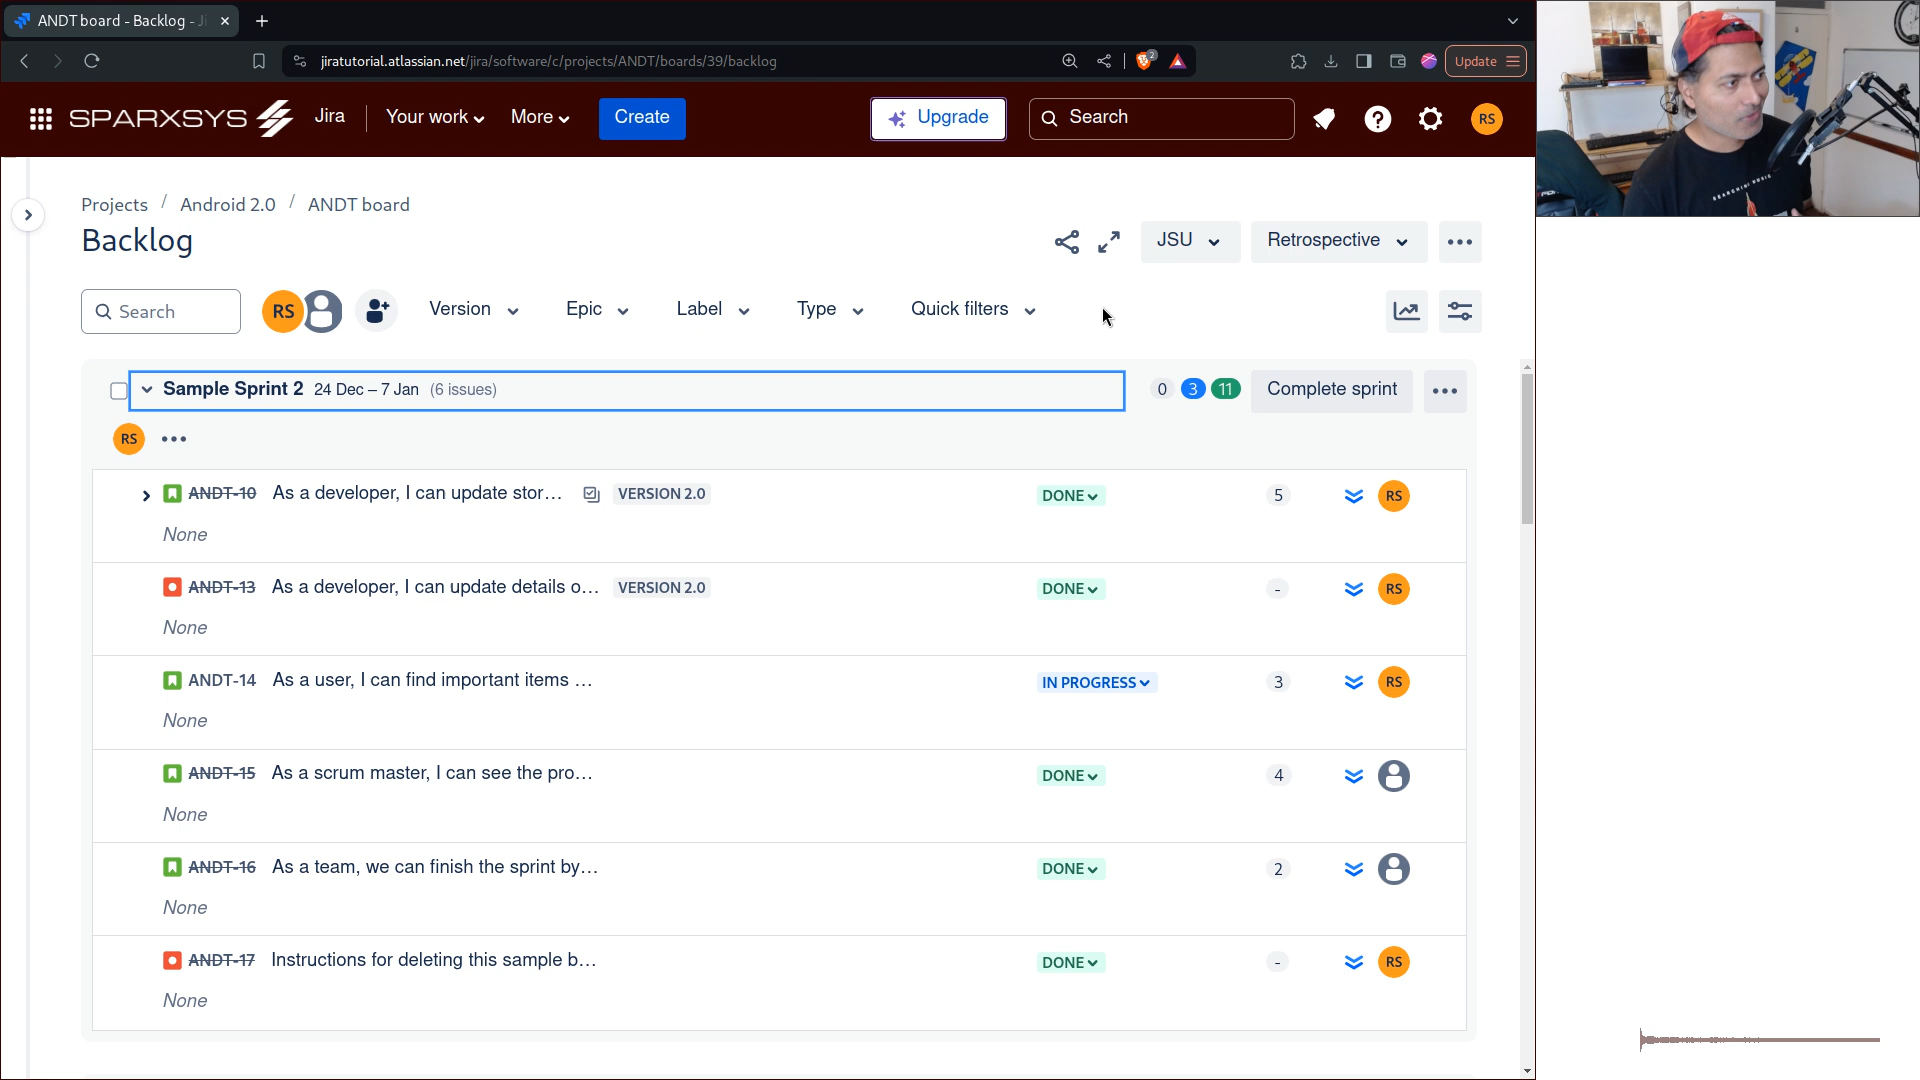 ANDT board - Backlog - J
jiratutorial.atlassian.net/jira/software/c/projects/ANDT/boards/39/backlog
2
Update
SPARXSYS
Jira
Your work
More
Create
Upgrade
Search
RS
Projects / Android 2.0 / ANDT board
Backlog
JSU
Retrospective
Search
RS
Version
Epic
Label
Type
Quick filters
Sample Sprint 2 24 Dec – 7 Jan (6 issues)
0 3 11
Complete sprint
RS
ANDT-10 As a developer, I can update stor… VERSION 2.0 DONE 5 RS
None
ANDT-13 As a developer, I can update details o… VERSION 2.0 DONE - RS
None
ANDT-14 As a user, I can find important items … IN PROGRESS 3 RS
None
ANDT-15 As a scrum master, I can see the pro… DONE 4
None
ANDT-16 As a team, we can finish the sprint by… DONE 2
None
ANDT-17 Instructions for deleting this sample b… DONE - RS
None